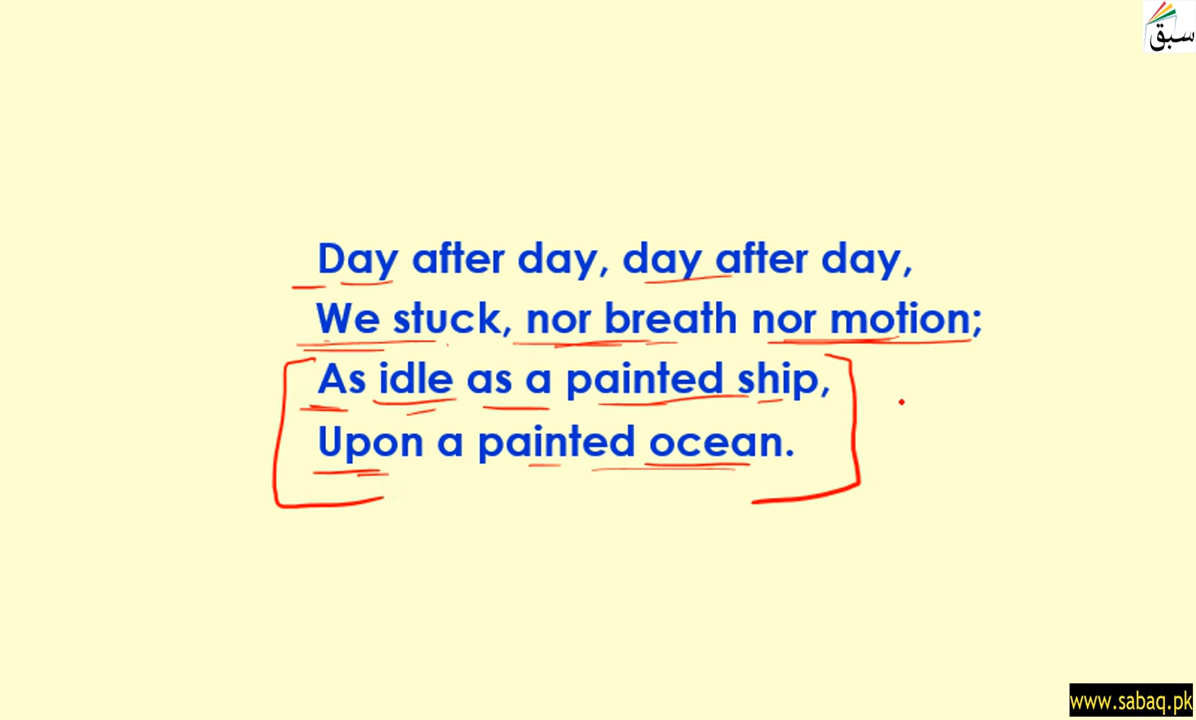 سبق
Day after day, day after day,
We stuck, nor breath nor motion;
As idle as a painted ship,
Upon a painted ocean.
www.sabaq.pk